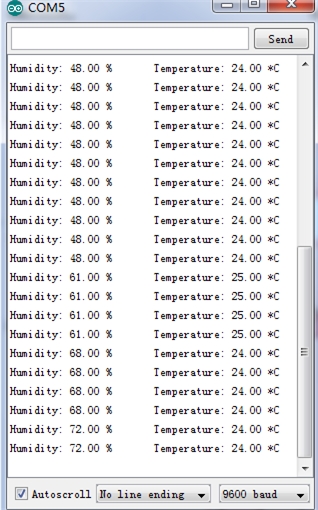 COM5
Send
Humidity: 48.00 % Temperature: 24.00 *C
Humidity: 48.00 % Temperature: 24.00 *C
Humidity: 48.00 % Temperature: 24.00 *C
Humidity: 48.00 % Temperature: 24.00 *C
Humidity: 48.00 % Temperature: 24.00 *C
Humidity: 48.00 % Temperature: 24.00 *C
Humidity: 48.00 % Temperature: 24.00 *C
Humidity: 48.00 % Temperature: 24.00 *C
Humidity: 48.00 % Temperature: 24.00 *C
Humidity: 48.00 % Temperature: 24.00 *C
Humidity: 48.00 % Temperature: 24.00 *C
Humidity: 61.00 % Temperature: 25.00 *C
Humidity: 61.00 % Temperature: 25.00 *C
Humidity: 61.00 % Temperature: 25.00 *C
Humidity: 61.00 % Temperature: 25.00 *C
Humidity: 68.00 % Temperature: 24.00 *C
Humidity: 68.00 % Temperature: 24.00 *C
Humidity: 68.00 % Temperature: 24.00 *C
Humidity: 68.00 % Temperature: 24.00 *C
Humidity: 72.00 % Temperature: 24.00 *C
Humidity: 72.00 % Temperature: 24.00 *C
Autoscroll No line ending 9600 baud